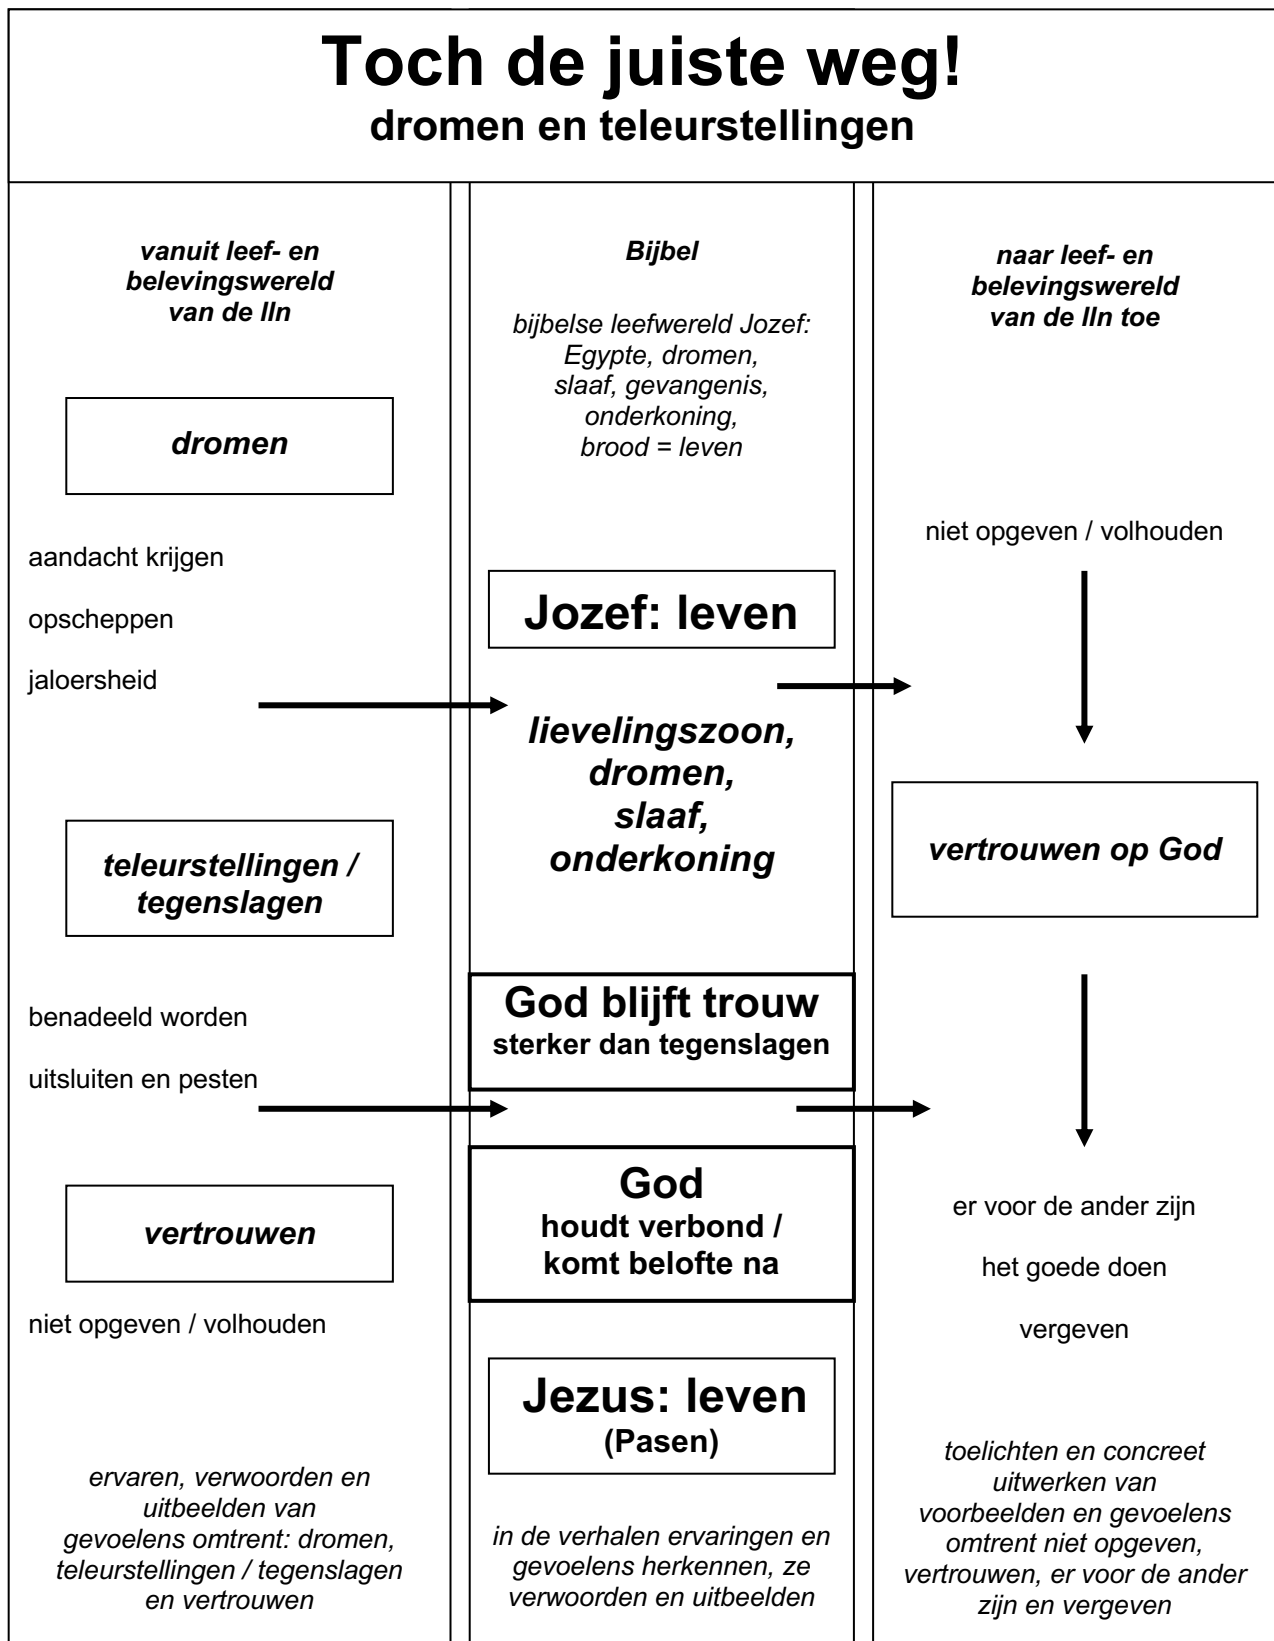 Toch de juiste weg!
dromen en teleurstellingen
vanuit leef- en
belevingswereld
van de lln
dromen
aandacht krijgen
opscheppen
jaloersheid
teleurstellingen /
tegenslagen
benadeeld worden
uitsluiten en pesten
vertrouwen
niet opgeven / volhouden
ervaren, verwoorden en
uitbeelden van
gevoelens omtrent: dromen,
teleurstellingen / tegenslagen
en vertrouwen
Bijbel
bijbelse leefwereld Jozef:
Egypte, dromen,
slaaf, gevangenis,
onderkoning,
brood = leven
Jozef: leven
lievelingszoon,
dromen,
slaaf,
onderkoning
God blijft trouw
sterker dan tegenslagen
God
houdt verbond /
komt belofte na
Jezus: leven
(Pasen)
in de verhalen ervaringen en
gevoelens herkennen, ze
verwoorden en uitbeelden
naar leef- en
belevingswereld
van de lln toe
niet opgeven / volhouden
vertrouwen op God
er voor de ander zijn
het goede doen
vergeven
toelichten en concreet
uitwerken van
voorbeelden en gevoelens
omtrent niet opgeven,
vertrouwen, er voor de ander
zijn en vergeven